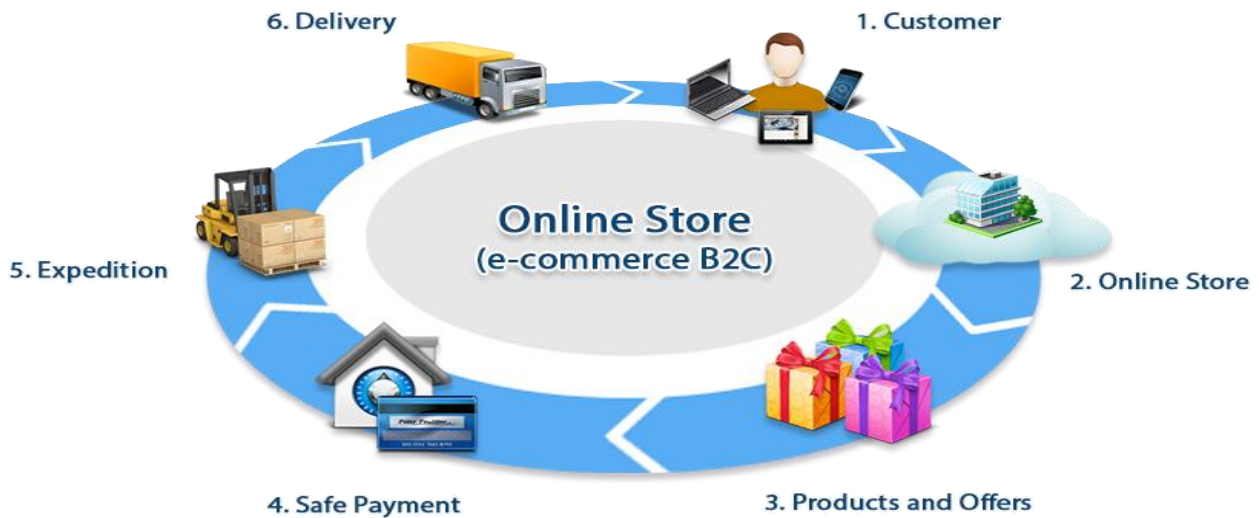 6. Delivery
1. Customer
Online Store
(e-commerce B2C)
5. Expedition
2. Online Store
4. Safe Payment
3. Products and Offers